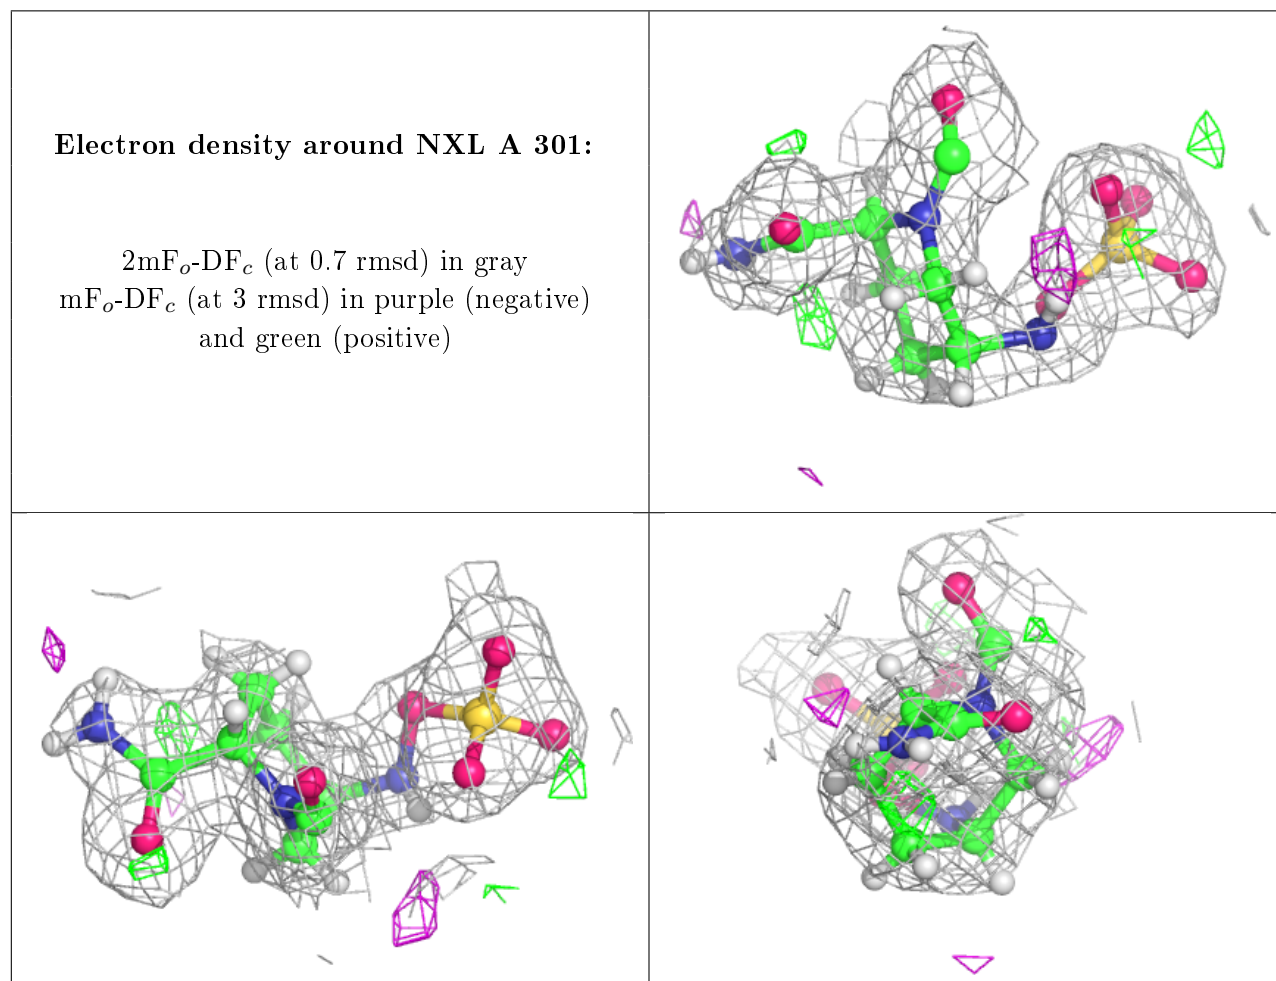 Electron density around NXL A 301:
2mFₒ-DF𝒸 (at 0.7 rmsd) in gray
mFₒ-DF𝒸 (at 3 rmsd) in purple (negative)
and green (positive)